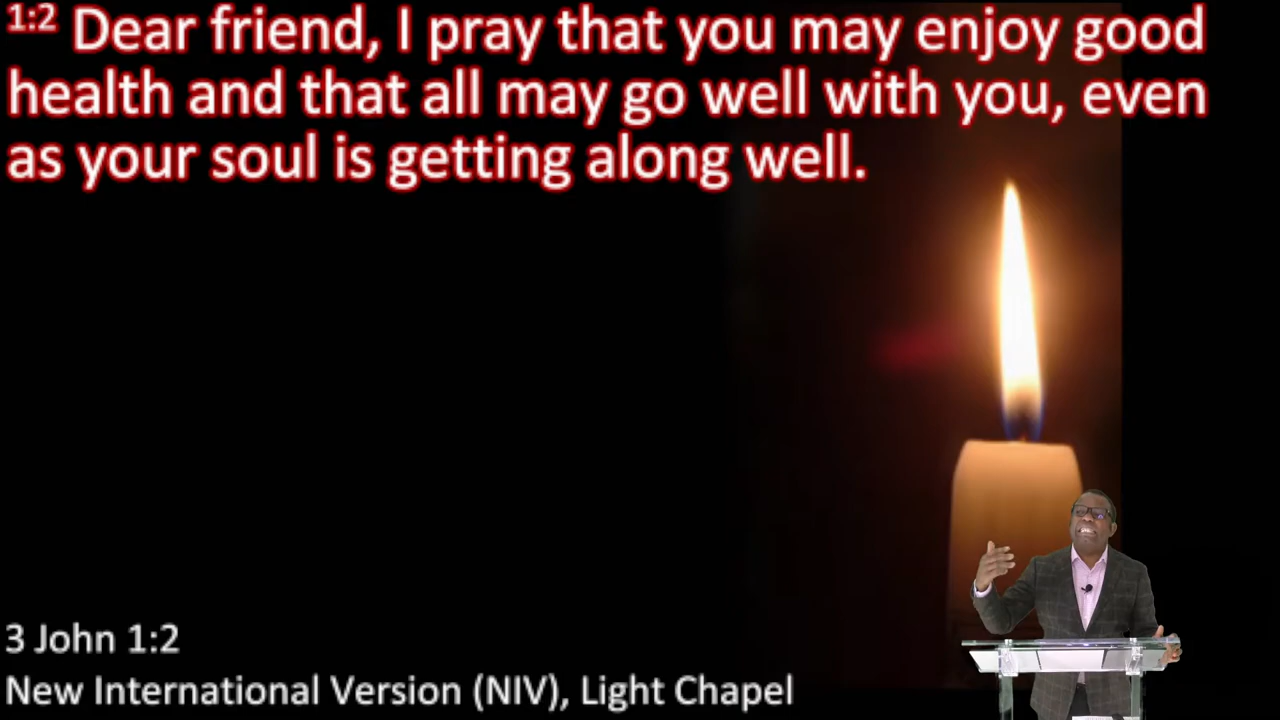 1:2 Dear friend, I pray that you may enjoy good
health and that all may go well with you, even
as your soul is getting along well.
3 John 1:2
New International Version (NIV), Light Chapel